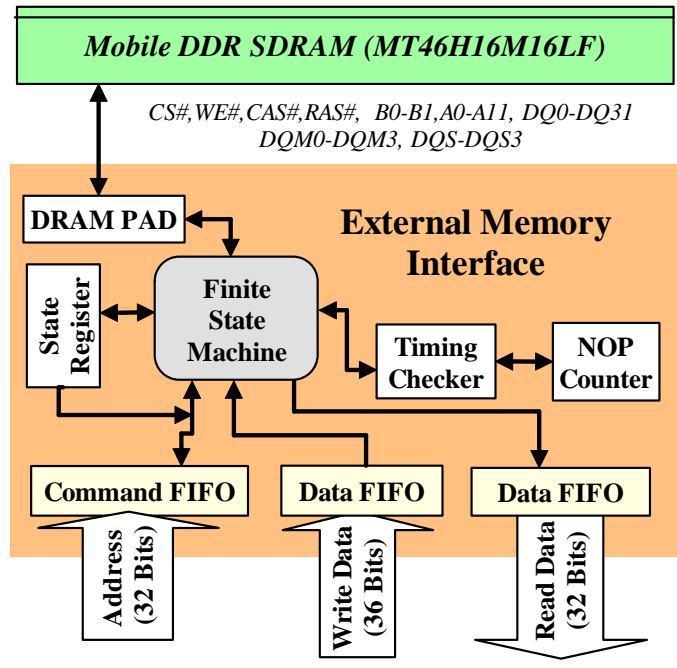 Mobile DDR SDRAM (MT46H16M16LF)
CS#,WE#,CAS#,RAS#, B0-B1,A0-A11, DQ0-DQ31
DQM0-DQM3, DQS-DQS3
DRAM PAD
External Memory
Interface
State
Register
Finite
State
Machine
Timing
Checker
NOP
Counter
Command FIFO
Data FIFO
Data FIFO
Address
(32 Bits)
Write Data
(36 Bits)
Read Data
(32 Bits)